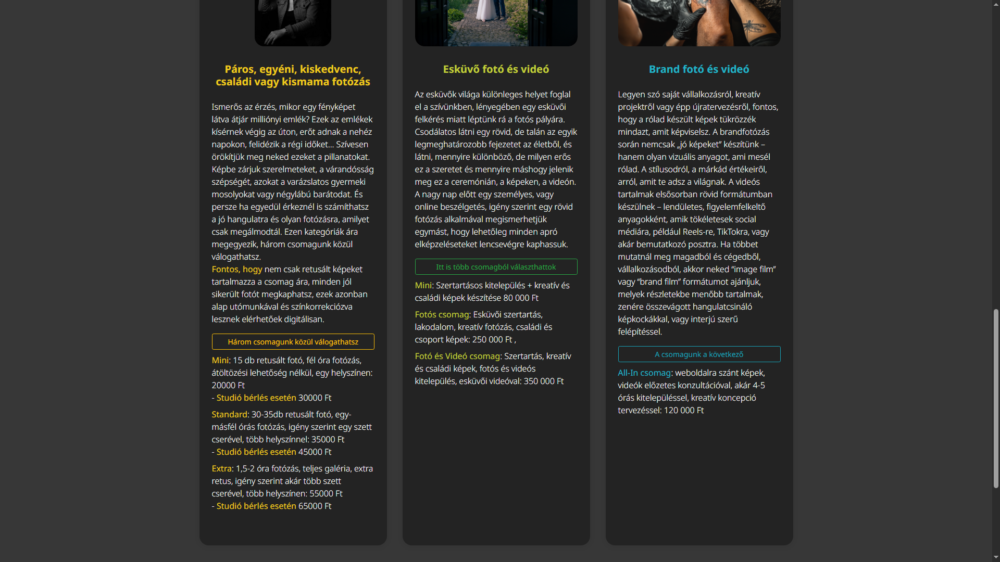 Páros, egyéni, kiskedvenc,
családi vagy kismama fotózás
Ismerős az érzés, mikor egy fényképet
látva átjár milliónyi emlék? Ezek az emlékek
kísérnek végig az úton, erőt adnak a nehéz
napokon, felidézik a régi időket... Szívesen
örökítjük meg neked ezeket a pillanatokat.
Képbe zárjuk szerelmeteket, a várandósság
szépségét, azokat a varázslatos gyermeki
mosolyokat vagy négylábú barátodat. És
persze ha egyedül érkeznél is számíthatsz
a jó hangulatra és olyan fotózásra, amilyet
csak megálmodtál. Ezen kategóriák ára
megegyezik, három csomagunk közül
válogathatsz.
Fontos, hogy nem csak retusált képeket
tartalmazza a csomag ára, minden jól
sikerült fotót megkaphatsz, ezek azonban
alap utómunkával és színkorrekciózva
lesznek elérhetőek digitálisan.
Három csomagunk közül válogathatsz
Mini: 15 db retusált fotó, fél óra fotózás,
átöltözési lehetőség nélkül, egy helyszínen:
20000 Ft
- Studió bérlés esetén 30000 Ft
Standard: 30-35db retusált fotó, egy-
másfél órás fotózás, igény szerint egy szett
cserével, több helyszínnel: 35000 Ft
- Studió bérlés esetén 45000 Ft
Extra: 1,5-2 óra fotózás, teljes galéria, extra
retus, igény szerint akár több szett
cserével, több helyszínen: 55000 Ft
- Studió bérlés esetén 65000 Ft
Esküvő fotó és videó
Az esküvők világa különleges helyet foglal
el a szívünkben, lényegében egy esküvői
felkérés miatt léptünk rá a fotós pályára.
Csodálatos látni egy rövid, de talán az egyik
legmeghatározobb fejezetet az életből, és
látni, mennyire különböző, de milyen erős
ez a szeretet és mennyire máshogy jelenik
meg ez a ceremónián, a képeken, a videón.
A nagy nap előtt egy személyes, vagy
online beszélgetés, igény szerint egy rövid
fotózás alkalmával megismerhetjük
egymást, hogy lehetőleg minden apró
elképzeléseteket lencsevégre kaphassuk.
Itt is több csomagból választhattok
Mini: Szertartásos kitelepülés + kreatív és
családi képek készítése 80 000 Ft
Fotós csomag: Esküvői szertartás,
lakodalom, kreatív fotózás, családi és
csoport képek: 250 000 Ft ,
Fotó és Videó csomag: Szertartás, kreatív
és családi képek, fotós és videós
kitelepülés, esküvői videóval: 350 000 Ft
Brand fotó és videó
Legyen szó saját vállalkozásról, kreatív
projektről vagy épp újratervezésről, fontos,
hogy a rólad készült képek tükrözzék
mindazt, amit képviselsz. A brandfotózás
során nemcsak „jó képeket” készítünk –
hanem olyan vizuális anyagot, ami mesél
rólad. A stílusodról, a márkád értékeiről,
arról, amit te adsz a világnak. A videós
tartalmak elsősorban rövid formátumban
készülnek – lendületes, figyelemfelkeltő
anyagokként, amik tökéletesek social
médiára, például Reels-re, TikTokra, vagy
akár bemutatkozó posztra. Ha többet
mutatnál meg magadból és cégedből,
vállalkozásodból, akkor neked “image film”
vagy “brand film” formátumot ajánljuk,
melyek részletekbe menőbb tartalmak,
zenére összevágott hangulatcsináló
képkockákkal, vagy interjú szerű
felépítéssel.
A csomagunk a következő
All-In csomag: weboldalra szánt képek,
videók előzetes konzultációval, akár 4-5
órás kitelepüléssel, kreatív koncepció
tervezéssel: 120 000 Ft